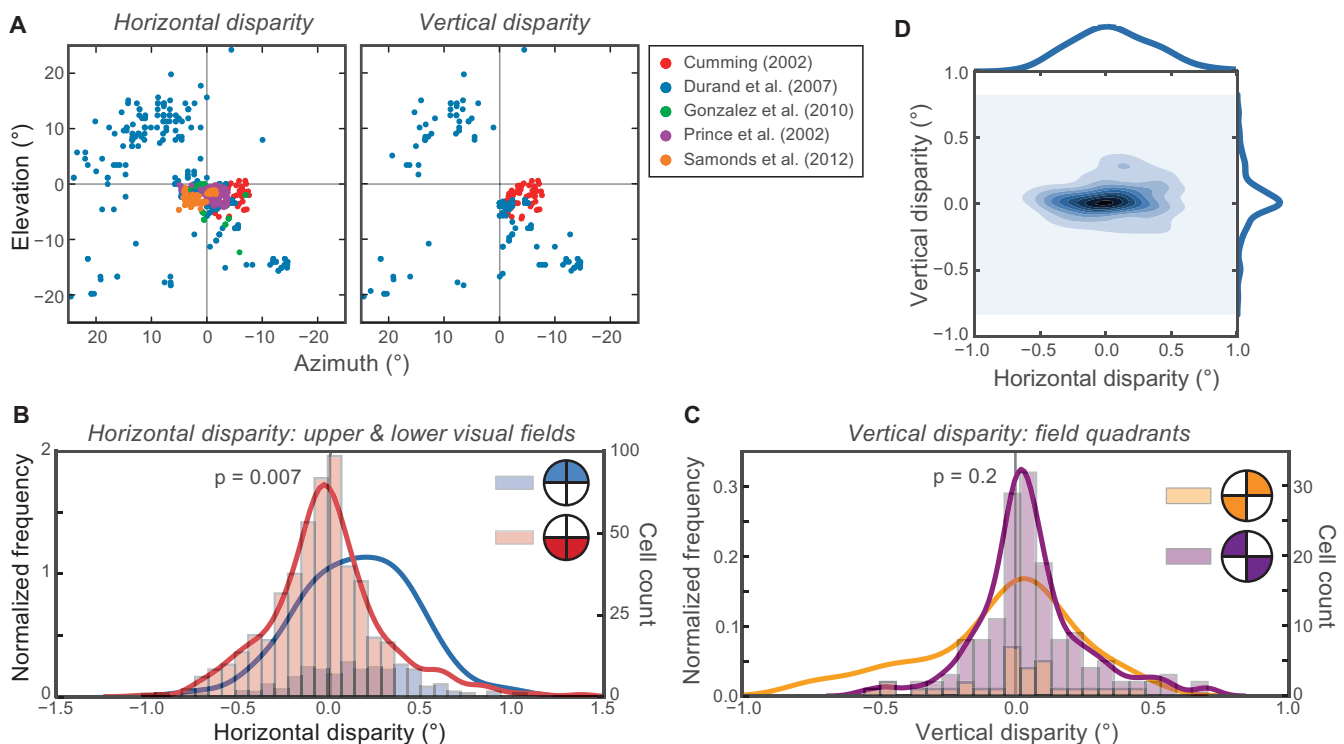 A
Horizontal disparity
Vertical disparity
Elevation (°)
20
10
0
−10
−20
20
10
0
−10
−20
20
10
0
−10
−20
Azimuth (°)
Cumming (2002)
Durand et al. (2007)
Gonzalez et al. (2010)
Prince et al. (2002)
Samonds et al. (2012)
D
Vertical disparity (°)
1.0
0.5
0.0
−0.5
−1.0
−1.0
−0.5
0.0
0.5
1.0
Horizontal disparity (°)
B
Horizontal disparity: upper & lower visual fields
p = 0.007
Normalized frequency
2
1
0
Cell count
100
75
50
25
0
−1.5
−1.0
−0.5
0.0
0.5
1.0
1.5
Horizontal disparity (°)
C
Vertical disparity: field quadrants
p = 0.2
Normalized frequency
0.3
0.2
0.1
0.0
Cell count
30
20
10
0
−1.0
−0.5
0.0
0.5
1.0
Vertical disparity (°)